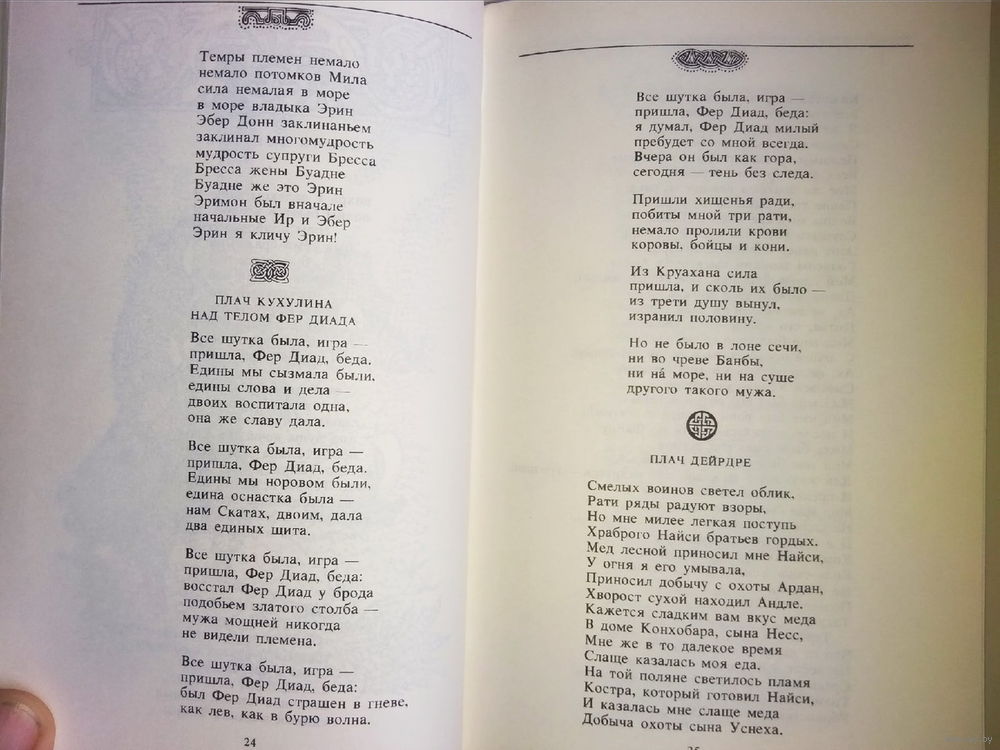 Темры племен немало
немало потомков Мила
сила немалая в море
в море владыка Эрин
Эбер Донн заклинаньем
заклинал многомудрость
мудрость супруги Бресса
Бресса жены Буадне
Буадне же это Эрин
Эримон был вначале
начальные Ир и Эбер
Эрин я кличу Эрин!
ПЛАЧ КУХУЛИНА
НАД ТЕЛОМ ФЕР ДИАДА
Все шутка была, игра —
пришла, Фер Диад, беда.
Едины мы сызмала были,
едины слова и дела —
двоих воспитала одна,
она же славу дала.
Все шутка была, игра —
пришла, Фер Диад, беда.
Едины мы норовом были,
едина оснастка была —
нам Скатах, двоим, дала
два единых щита.
Все шутка была, игра —
пришла, Фер Диад, беда:
восстал Фер Диад у брода
подобьем златого столба —
мужа мощней никогда
не видели племена.
Все шутка была, игра —
пришла, Фер Диад, беда:
был Фер Диад страшен в гневе,
как лев, как в бурю волна.
24
Все шутка была, игра —
пришла, Фер Диад, беда:
я думал, Фер Диад милый
пребудет со мной всегда.
Вчера он был как гора,
сегодня — тень без следа.
Пришли хищенья ради,
побиты мной три рати,
немало пролили крови
коровы, бойцы и кони.
Из Круахана сила
пришла, и сколь их было —
из трети душу вынул,
изранил половину.
Но не было в лоне сечи,
ни во чреве Банбы,
ни на́ море, ни на суше
другого такого мужа.
ПЛАЧ ДЕЙРДРЕ
Смелых воинов светел облик,
Рати ряды радуют взоры,
Но мне милее легкая поступь
Храброго Найси братьев гордых.
Мед лесной приносил мне Найси,
У огня я его умывала,
Приносил добычу с охоты Ардан,
Хворост сухой находил Андле.
Кажется сладким вам вкус меда
В доме Конхобара, сына Несс,
Мне же в то далекое время
Слаще казалась моя еда.
На той поляне светилось пламя
Костра, который готовил Найси,
И казалась мне слаще меда
Добыча охоты сына Уснеха.